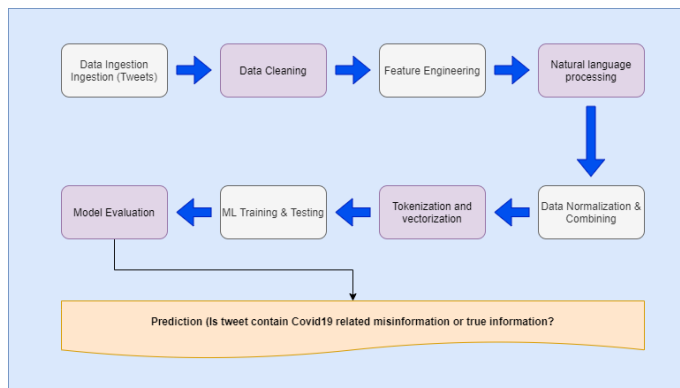 Data Ingestion
Ingestion (Tweets)
Data Cleaning
Feature Engineering
Natural language
processing
Model Evaluation
ML Training & Testing
Tokenization and
vectorization
Data Normalization &
Combining
Prediction (Is tweet contain Covid19 related misinformation or true information?